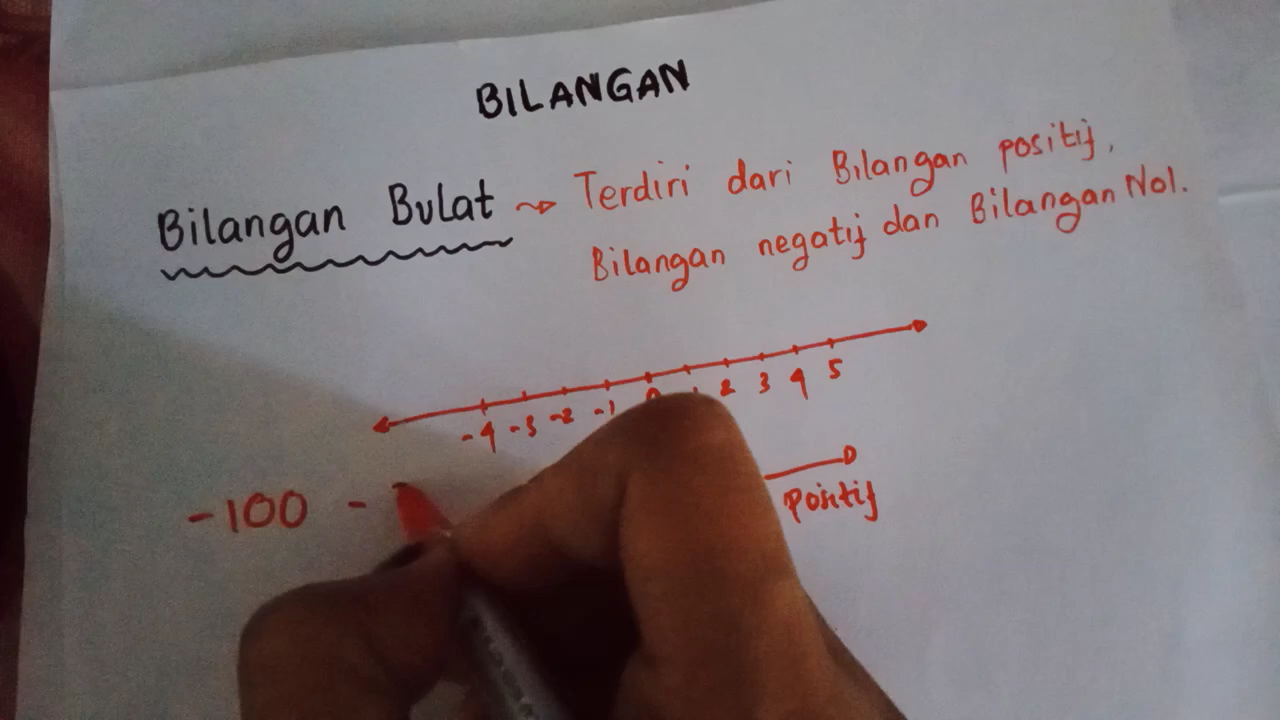 BILANGAN
Bilangan Bulat ~> Terdiri dari Bilangan positif,
Bilangan negatif dan Bilangan Nol.
-4 -3 -2 -1 0 1 2 3 4 5
-100 -
positif